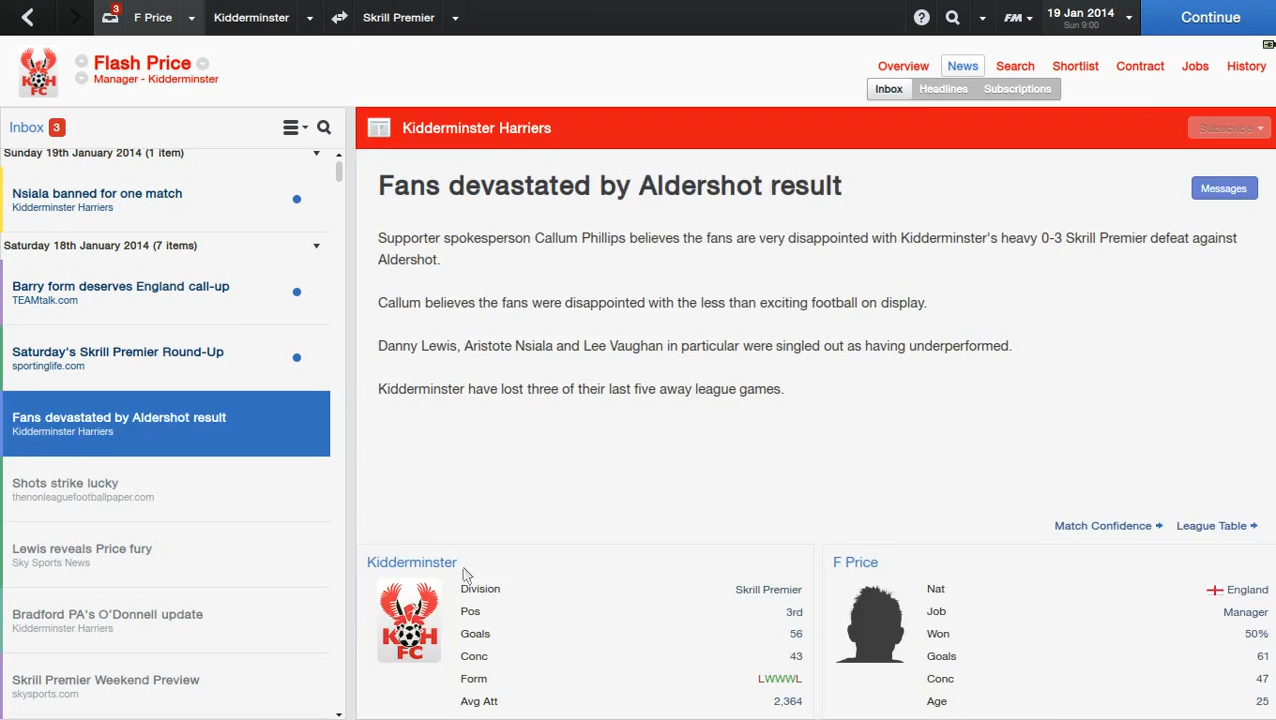 3
F Price
Kidderminster
Skrill Premier
?
FM
19 Jan 2014
Sun 9:00
Continue
KH
FC
Flash Price
Manager - Kidderminster
Overview
News
Search
Shortlist
Contract
Jobs
History
Inbox
Headlines
Subscriptions
Inbox 3
Sunday 19th January 2014 (1 item)
Nsiala banned for one match
Kidderminster Harriers
Saturday 18th January 2014 (7 items)
Barry form deserves England call-up
TEAMtalk.com
Saturday's Skrill Premier Round-Up
sportinglife.com
Fans devastated by Aldershot result
Kidderminster Harriers
Shots strike lucky
thenonleaguefootballpaper.com
Lewis reveals Price fury
Sky Sports News
Bradford PA's O'Donnell update
Kidderminster Harriers
Skrill Premier Weekend Preview
skysports.com
Kidderminster Harriers
Subscribe
Fans devastated by Aldershot result
Messages
Supporter spokesperson Callum Phillips believes the fans are very disappointed with Kidderminster's heavy 0-3 Skrill Premier defeat against
Aldershot.
Callum believes the fans were disappointed with the less than exciting football on display.
Danny Lewis, Aristote Nsiala and Lee Vaughan in particular were singled out as having underperformed.
Kidderminster have lost three of their last five away league games.
Match Confidence
League Table
Kidderminster
KH
FC
Division Skrill Premier
Pos 3rd
Goals 56
Conc 43
Form LWWWL
Avg Att 2,364
F Price
Nat England
Job Manager
Won 50%
Goals 61
Conc 47
Age 25